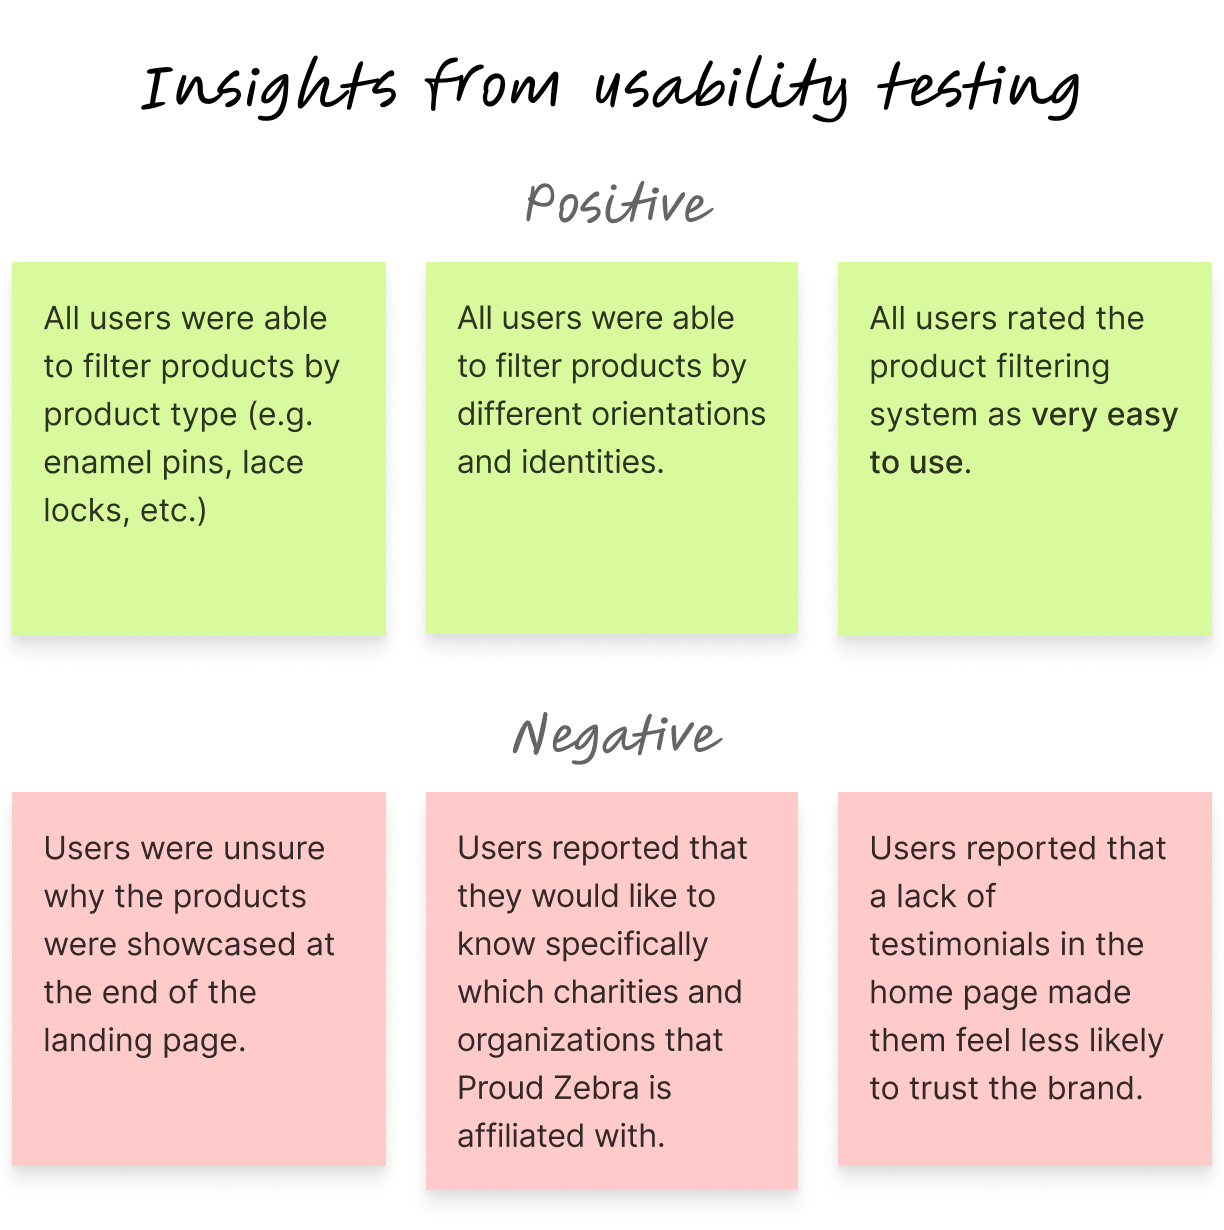 Insights from usability testing
Positive
All users were able
to filter products by
product type (e.g.
enamel pins, lace
locks, etc.)
All users were able
to filter products by
different orientations
and identities.
All users rated the
product filtering
system as very easy
to use.
Negative
Users were unsure
why the products
were showcased at
the end of the
landing page.
Users reported that
they would like to
know specifically
which charities and
organizations that
Proud Zebra is
affiliated with.
Users reported that
a lack of
testimonials in the
home page made
them feel less likely
to trust the brand.